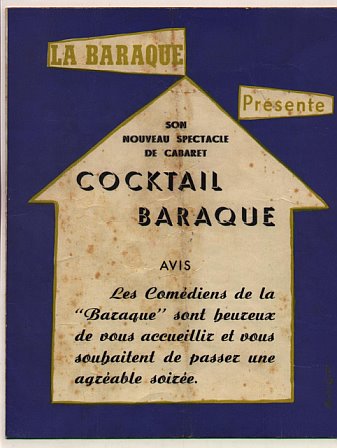 LA BARAQUE
Présente
SON
NOUVEAU SPECTACLE
DE CABARET
COCKTAIL
BARAQUE
AVIS
Les Comédiens de la
"Baraque" sont heureux
de vous accueillir et vous
souhaitent de passer une
agréable soirée.